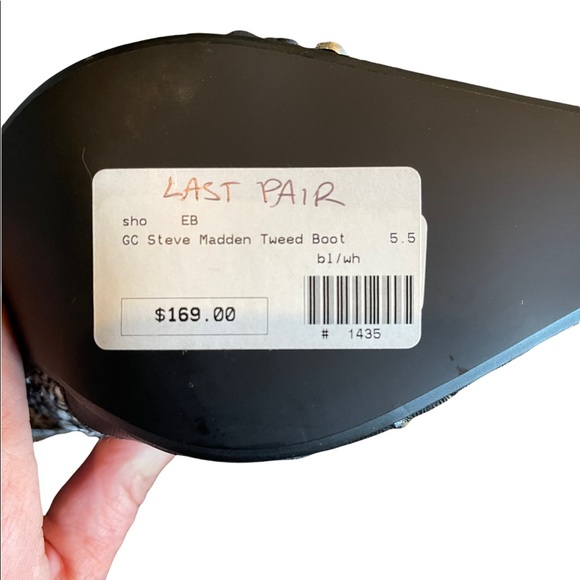 LAST PAIR
sho EB
GC Steve Madden Tweed Boot 5.5
bl/wh
$169.00
# 1435